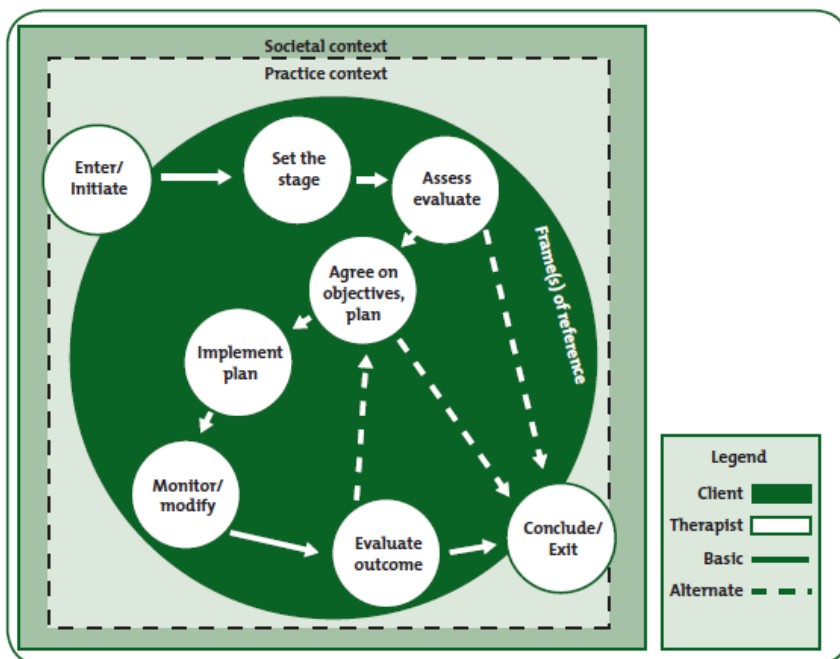 Societal context
Practice context
Enter/
Initiate
Set the
stage
Assess
evaluate
Frame(s) of reference
Agree on
objectives,
plan
Implement
plan
Monitor/
modify
Evaluate
outcome
Conclude/
Exit
Legend
Client
Therapist
Basic
Alternate